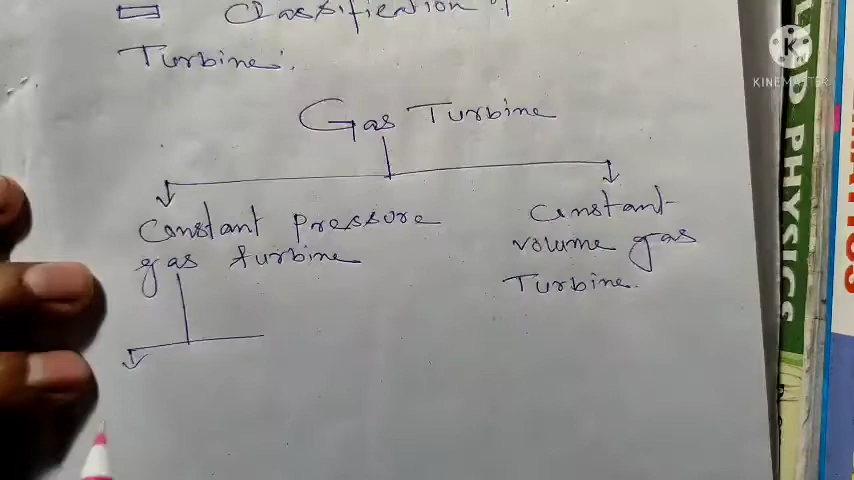 Classification of
Turbine.
Gas Turbine
Constant pressure
gas turbine
Constant
volume gas
Turbine.
K
KINEMASTER
PHYSICS